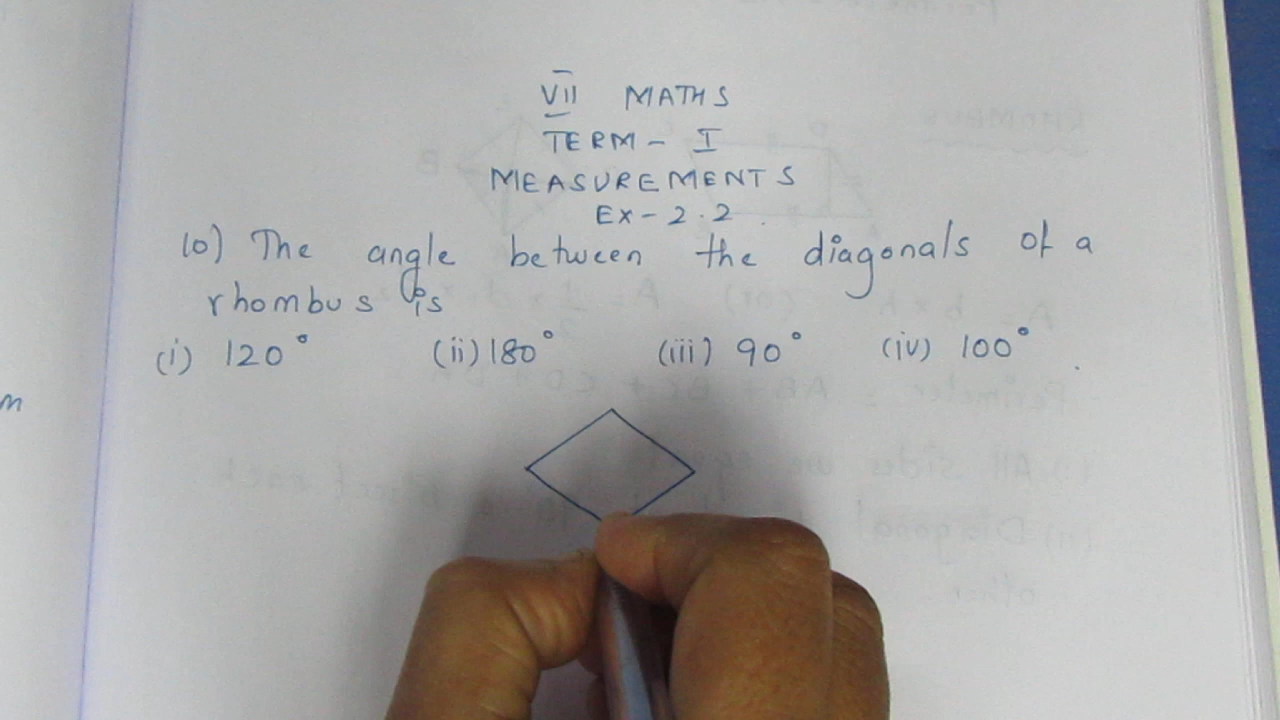 VII MATHS
TERM - I
MEASUREMENTS
EX - 2.2
10) The angle between the diagonals of a
rhombus is
(i) 120° (ii) 180° (iii) 90° (iv) 100°
m